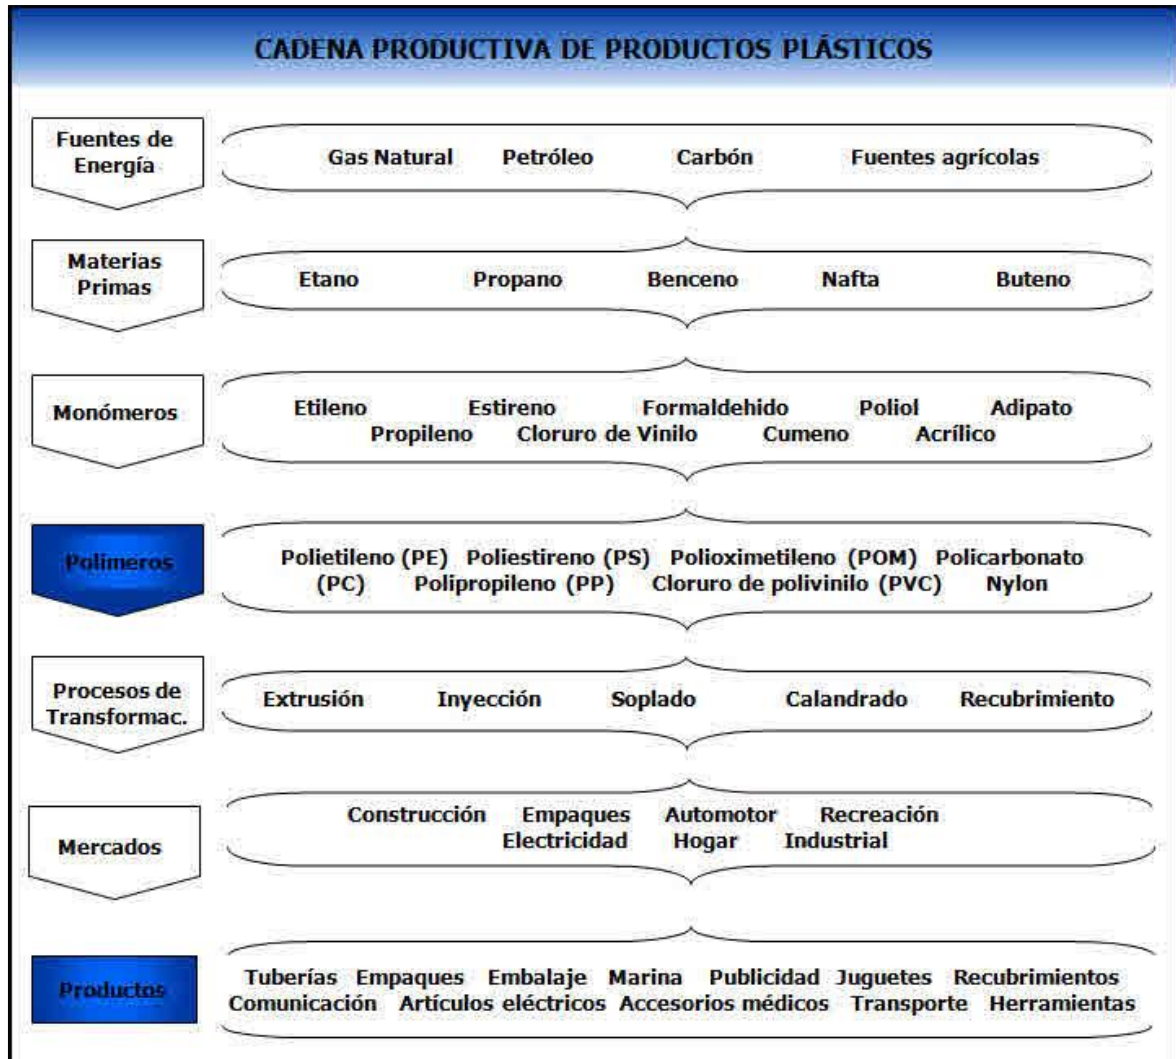 CADENA PRODUCTIVA DE PRODUCTOS PLÁSTICOS
Fuentes de
Energía
Gas Natural Petróleo Carbón Fuentes agrícolas
Materias
Primas
Etano Propano Benceno Nafta Buteno
Monómeros
Etileno Estireno Formaldehido Poliol Adipato
Propileno Cloruro de Vinilo Cumeno Acrílico
Polímeros
Polietileno (PE) Poliestireno (PS) Polioximetileno (POM) Policarbonato
(PC) Polipropileno (PP) Cloruro de polivinilo (PVC) Nylon
Procesos de
Transformac.
Extrusión Inyección Soplado Calandrado Recubrimiento
Mercados
Construcción Empaques Automotor Recreación
Electricidad Hogar Industrial
Productos
Tuberías Empaques Embalaje Marina Publicidad Juguetes Recubrimientos
Comunicación Artículos eléctricos Accesorios médicos Transporte Herramientas